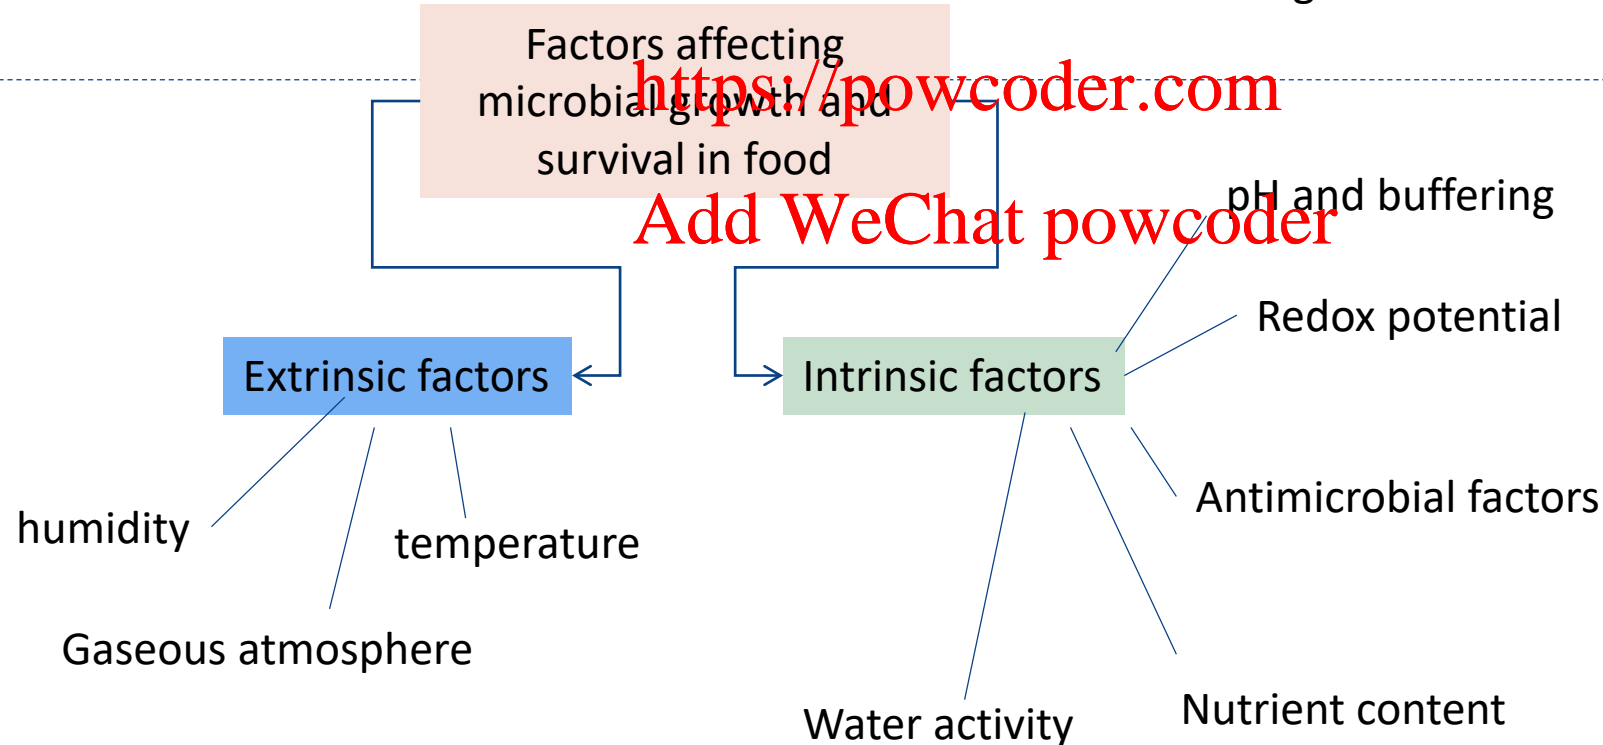 Factors affecting
microbial growth and
survival in food
https://powcoder.com
Add WeChat powcoder
pH and buffering
Redox potential
Extrinsic factors
Intrinsic factors
Antimicrobial factors
humidity
temperature
Gaseous atmosphere
Nutrient content
Water activity